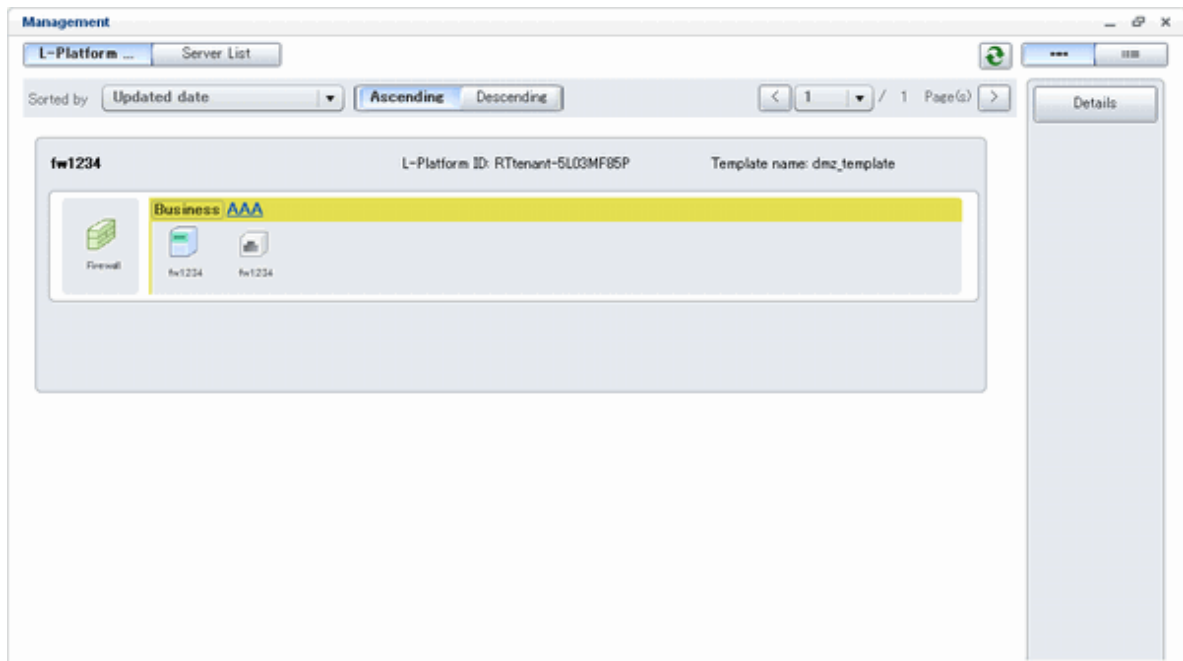 Management
L-Platform ... Server List
Sorted by Updated date Ascending Descending < 1 / 1 Page(s) >
Details
fw1234 L-Platform ID: RTtenant-5L03MF85P Template name: dmz_template
Business AAA
Firewall fw1234 fw1234